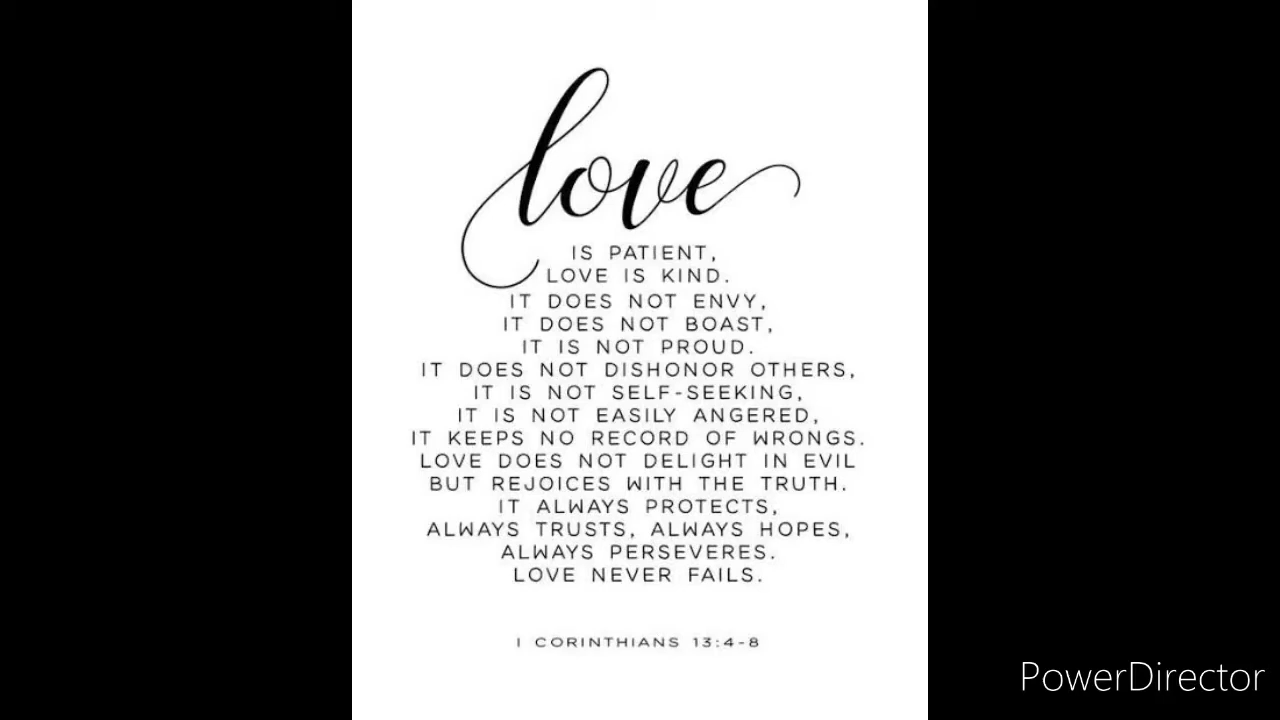 love
IS PATIENT,
LOVE IS KIND.
IT DOES NOT ENVY,
IT DOES NOT BOAST,
IT IS NOT PROUD.
IT DOES NOT DISHONOR OTHERS,
IT IS NOT SELF-SEEKING,
IT IS NOT EASILY ANGERED,
IT KEEPS NO RECORD OF WRONGS.
LOVE DOES NOT DELIGHT IN EVIL
BUT REJOICES WITH THE TRUTH.
IT ALWAYS PROTECTS,
ALWAYS TRUSTS, ALWAYS HOPES,
ALWAYS PERSEVERES.
LOVE NEVER FAILS.
I CORINTHIANS 13:4-8
PowerDirector